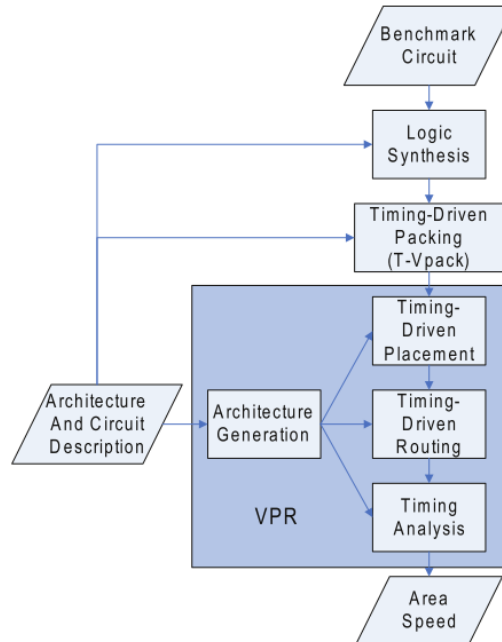 Benchmark
Circuit
Logic
Synthesis
Timing-Driven
Packing
(T-Vpack)
Timing-
Driven
Placement
Architecture
And Circuit
Description
Architecture
Generation
Timing-
Driven
Routing
VPR
Timing
Analysis
Area
Speed